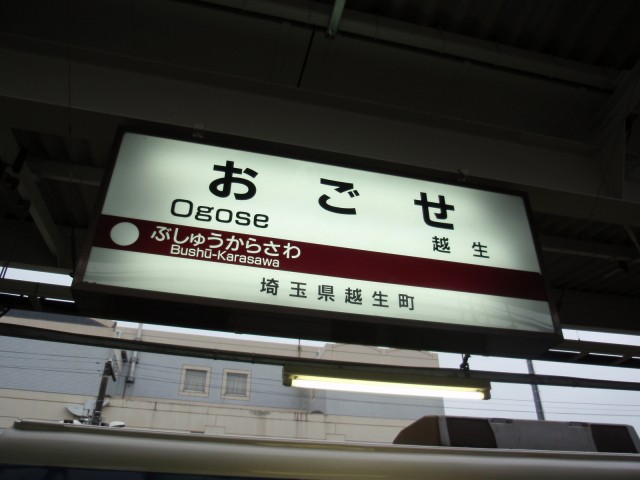 おごせ
Ogose
越生
ぶしゅうからさわ
Bushū-Karasawa
埼玉県越生町